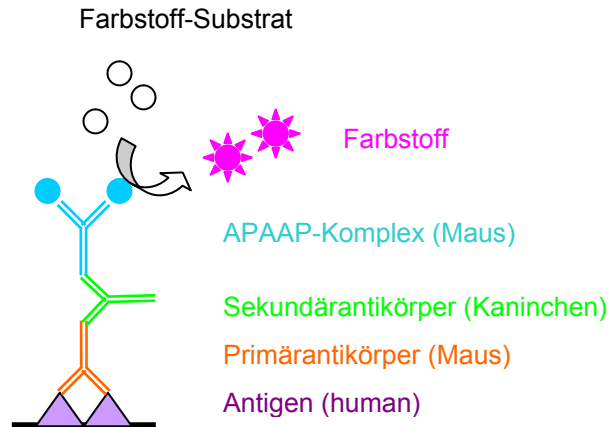 Farbstoff-Substrat
Farbstoff
APAAP-Komplex (Maus)
Sekundärantikörper (Kaninchen)
Primärantikörper (Maus)
Antigen (human)